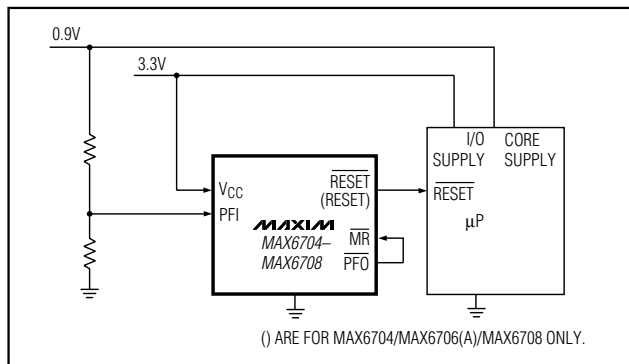 0.9V
3.3V
I/O SUPPLY
CORE SUPPLY
VCC
PFI
RESET
(RESET)
RESET
µP
MAXIM
MAX6704–
MAX6708
MR
PFO
() ARE FOR MAX6704/MAX6706(A)/MAX6708 ONLY.